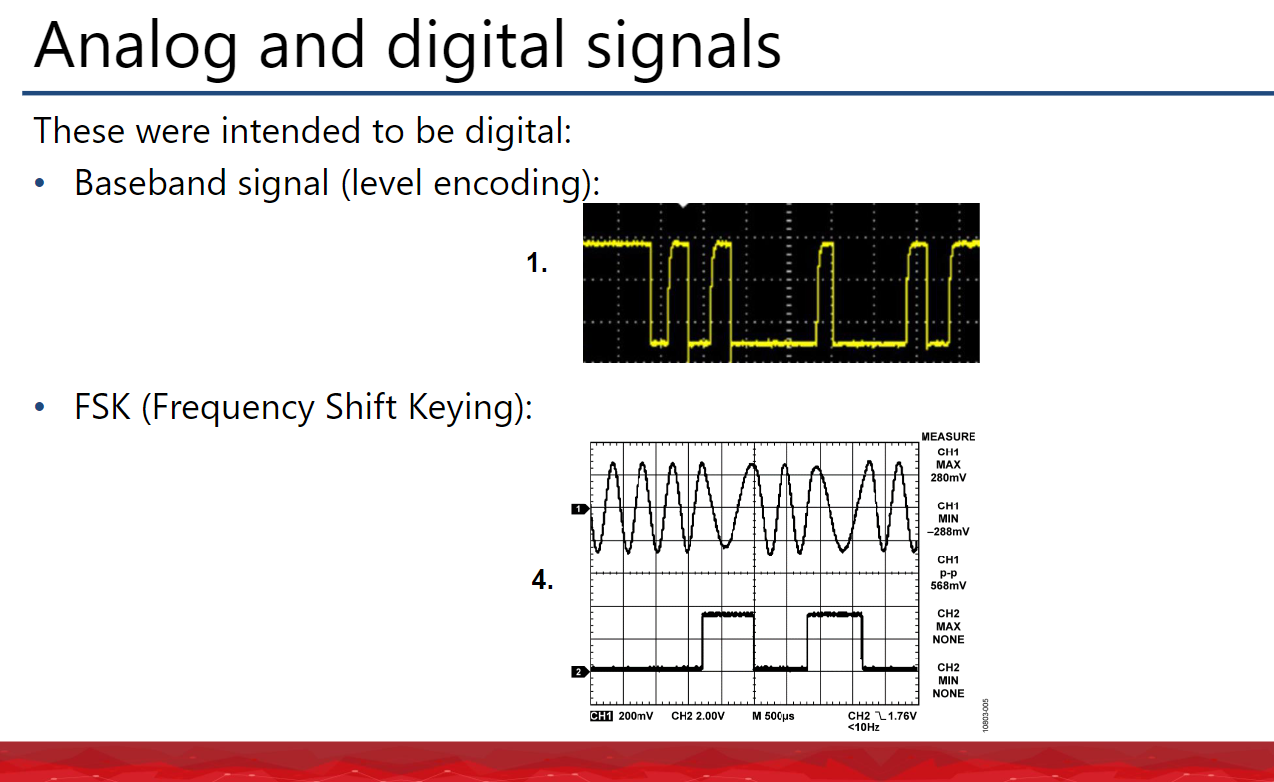 Analog and digital signals
These were intended to be digital:
• Baseband signal (level encoding):
1.
• FSK (Frequency Shift Keying):
4.
1
2
MEASURE
CH1
MAX
280mV
CH1
MIN
–288mV
CH1
p-p
568mV
CH2
MAX
NONE
CH2
MIN
NONE
CH1 200mV CH2 2.00V M 500µs CH2 1.76V
<10Hz
10803-005